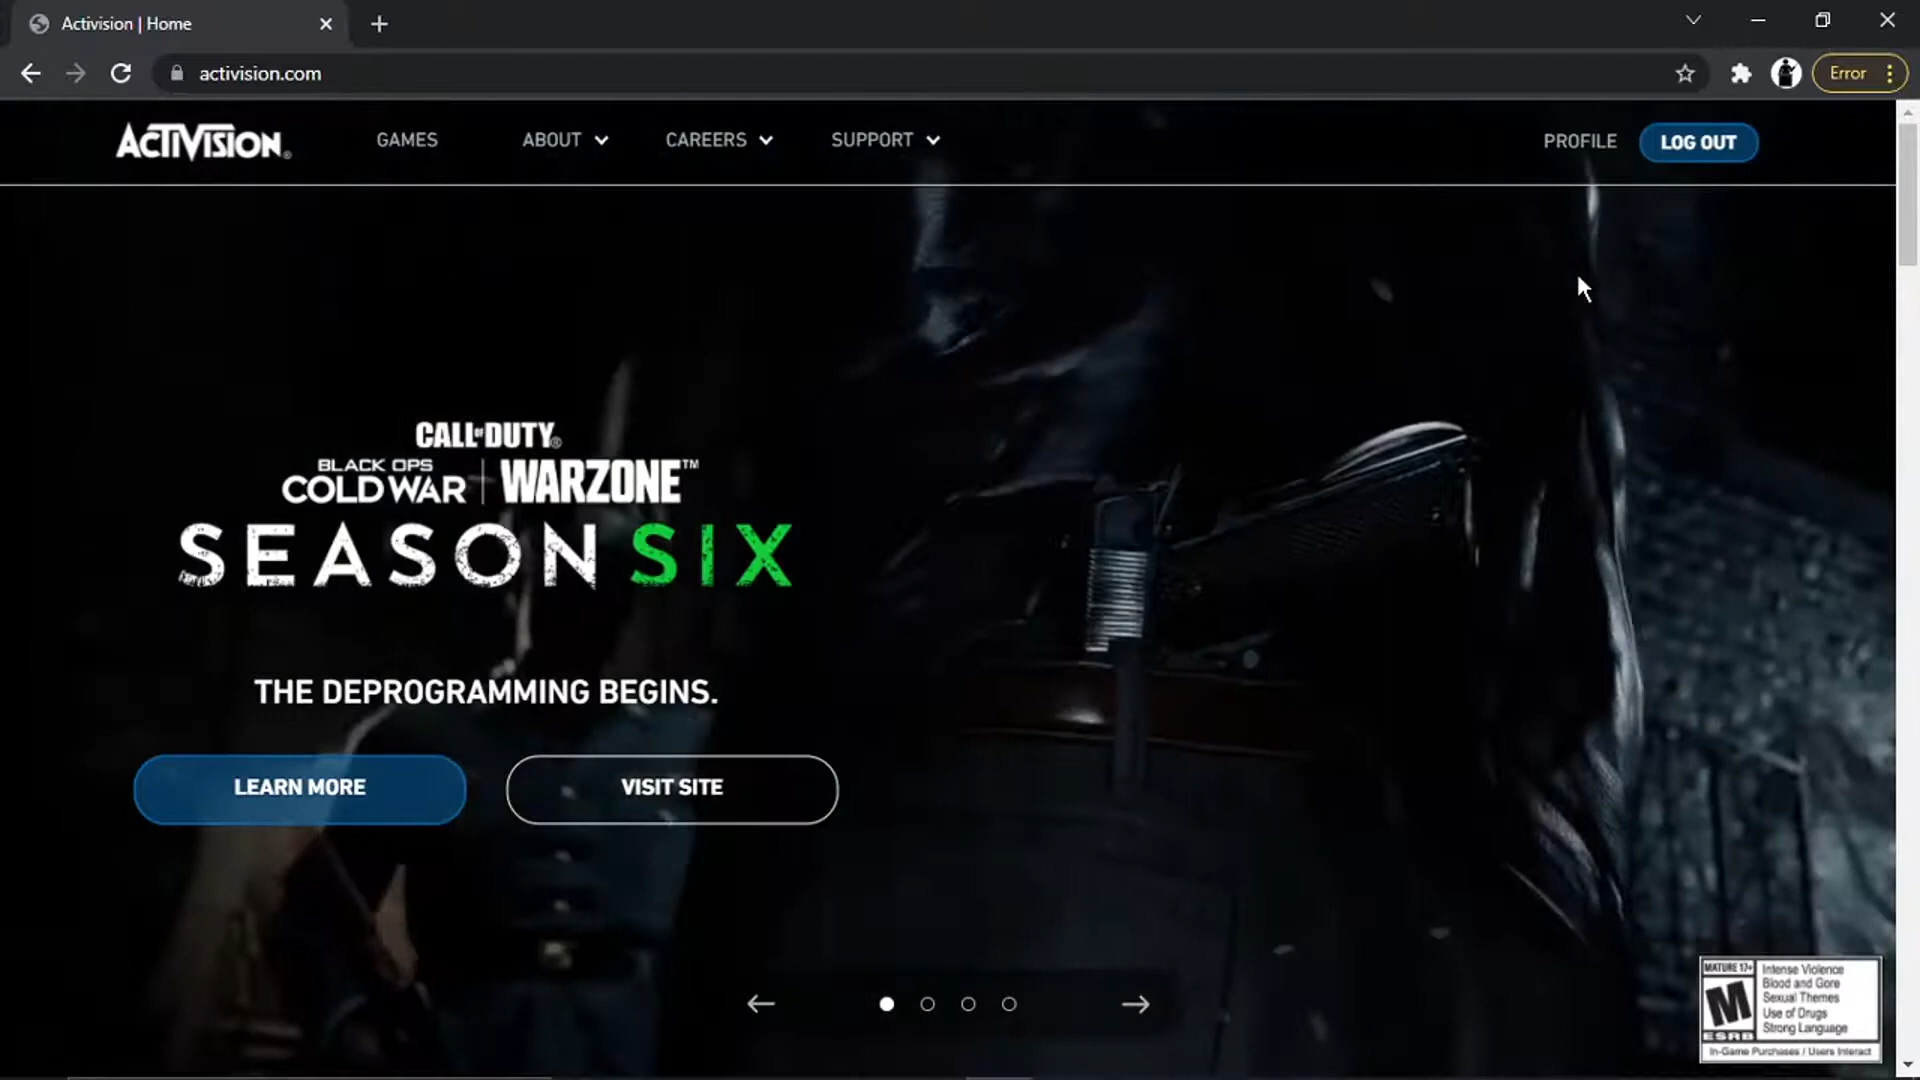 Activision | Home
activision.com
Error
ACTIVISION®
GAMES
ABOUT
CAREERS
SUPPORT
PROFILE
LOG OUT
CALL OF DUTY®
BLACK OPS
COLD WAR | WARZONE™
SEASON SIX
THE DEPROGRAMMING BEGINS.
LEARN MORE
VISIT SITE
MATURE 17+
M
ESRB
Intense Violence
Blood and Gore
Sexual Themes
Use of Drugs
Strong Language
In-Game Purchases / Users Interact